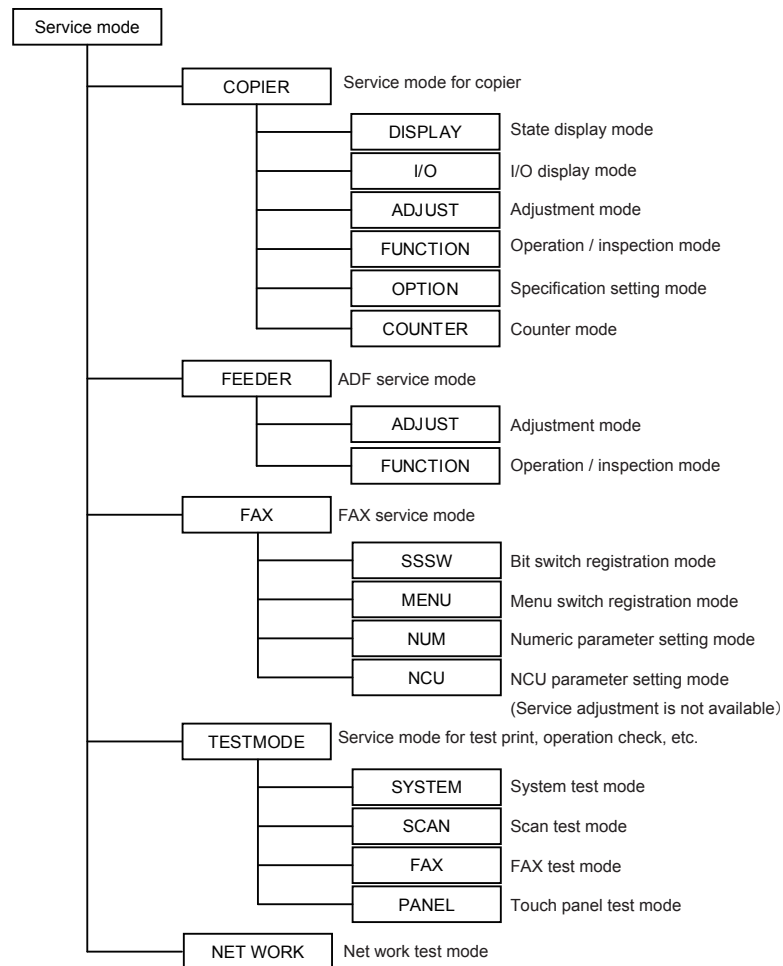 Service mode
COPIER Service mode for copier
DISPLAY State display mode
I/O I/O display mode
ADJUST Adjustment mode
FUNCTION Operation / inspection mode
OPTION Specification setting mode
COUNTER Counter mode
FEEDER ADF service mode
ADJUST Adjustment mode
FUNCTION Operation / inspection mode
FAX FAX service mode
SSSW Bit switch registration mode
MENU Menu switch registration mode
NUM Numeric parameter setting mode
NCU NCU parameter setting mode
(Service adjustment is not available）
TESTMODE Service mode for test print, operation check, etc.
SYSTEM System test mode
SCAN Scan test mode
FAX FAX test mode
PANEL Touch panel test mode
NET WORK Net work test mode